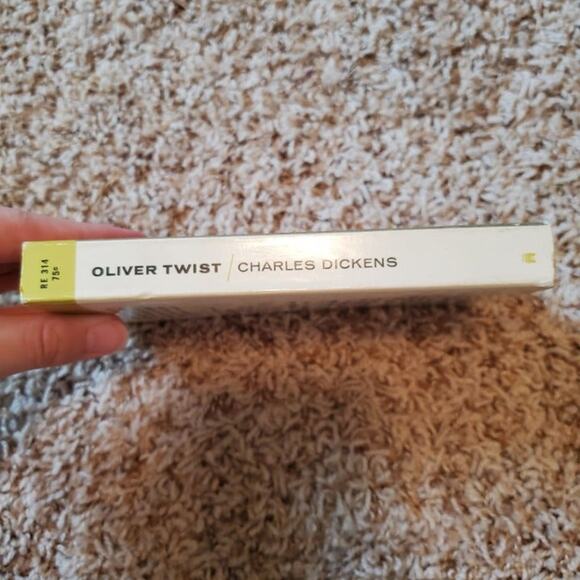 RE 314
75¢
OLIVER TWIST / CHARLES DICKENS